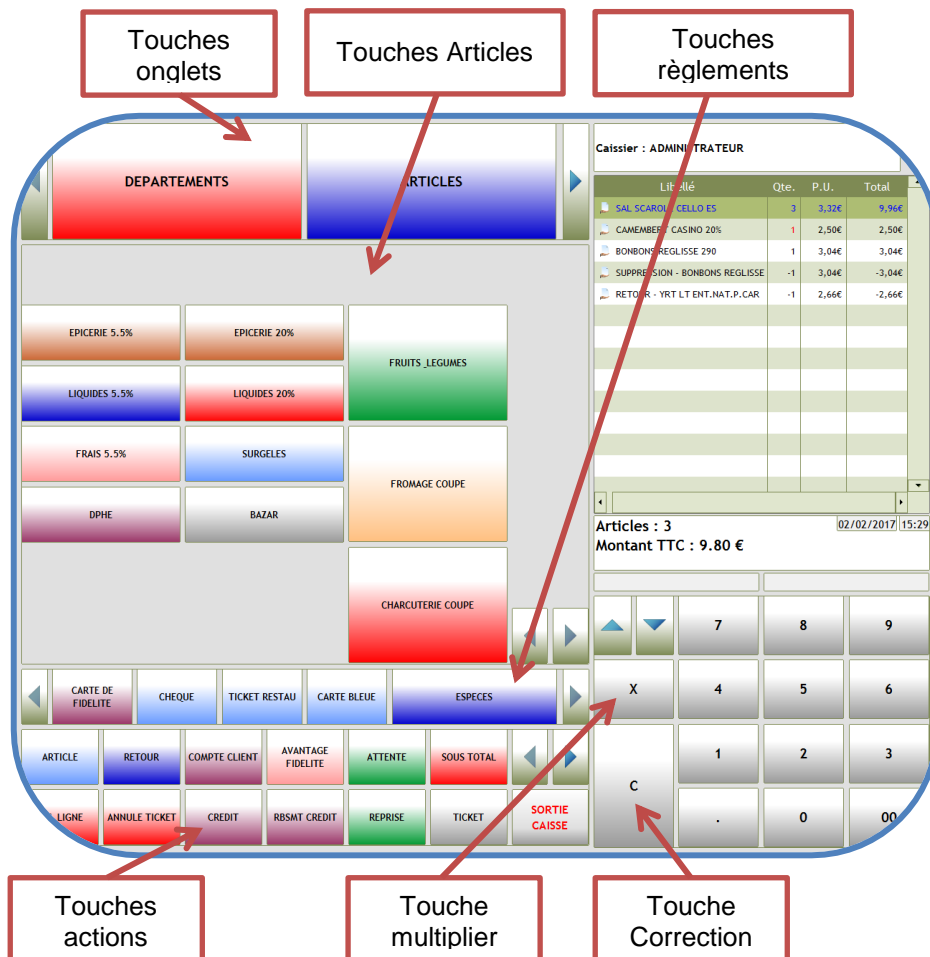 Touches
onglets
Touches Articles
Touches
règlements
DEPARTEMENTS
ARTICLES
Caissier : ADMINISTRATEUR
Libellé Qte. P.U. Total
SAL SCAROLE CELLO ES 3 3,32€ 9,96€
CAMEMBERT CASINO 20% 1 2,50€ 2,50€
BONBONS REGLISSE 290 1 3,04€ 3,04€
SUPPRESSION - BONBONS REGLISSE -1 3,04€ -3,04€
RETOUR - YRT LT ENT.NAT.P.CAR -1 2,66€ -2,66€
EPICERIE 5.5%
EPICERIE 20%
FRUITS_LEGUMES
LIQUIDES 5.5%
LIQUIDES 20%
FRAIS 5.5%
SURGELES
FROMAGE COUPE
DPHE
BAZAR
CHARCUTERIE COUPE
Articles : 3
02/02/2017 15:29
Montant TTC : 9.80 €
7 8 9
X 4 5 6
1 2 3
C
. 0 00
CARTE DE
FIDELITE
CHEQUE
TICKET RESTAU
CARTE BLEUE
ESPECES
ARTICLE
RETOUR
COMPTE CLIENT
AVANTAGE
FIDELITE
ATTENTE
SOUS TOTAL
LIGNE
ANNULE TICKET
CREDIT
RBSMT CREDIT
REPRISE
TICKET
SORTIE
CAISSE
Touches
actions
Touche
multiplier
Touche
Correction